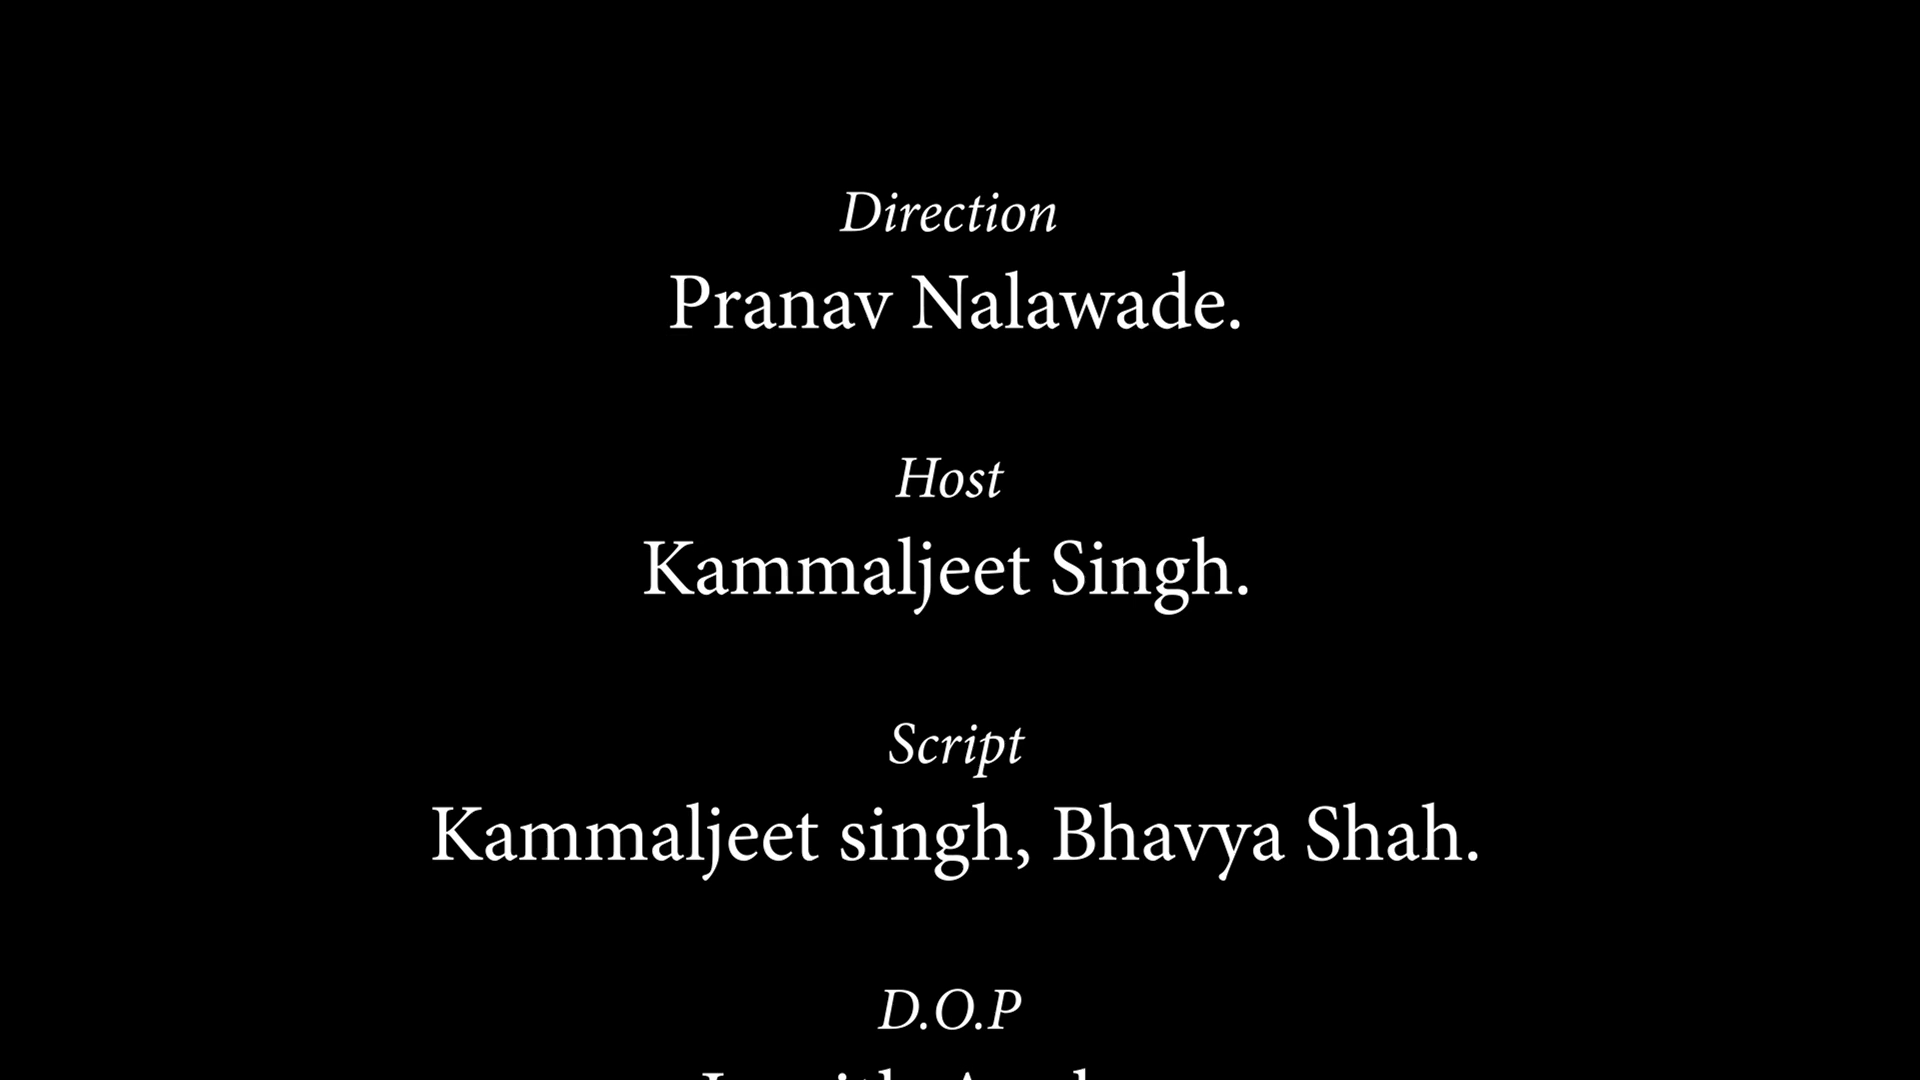 Direction
Pranav Nalawade.
Host
Kammaljeet Singh.
Script
Kammaljeet singh, Bhavya Shah.
D.O.P